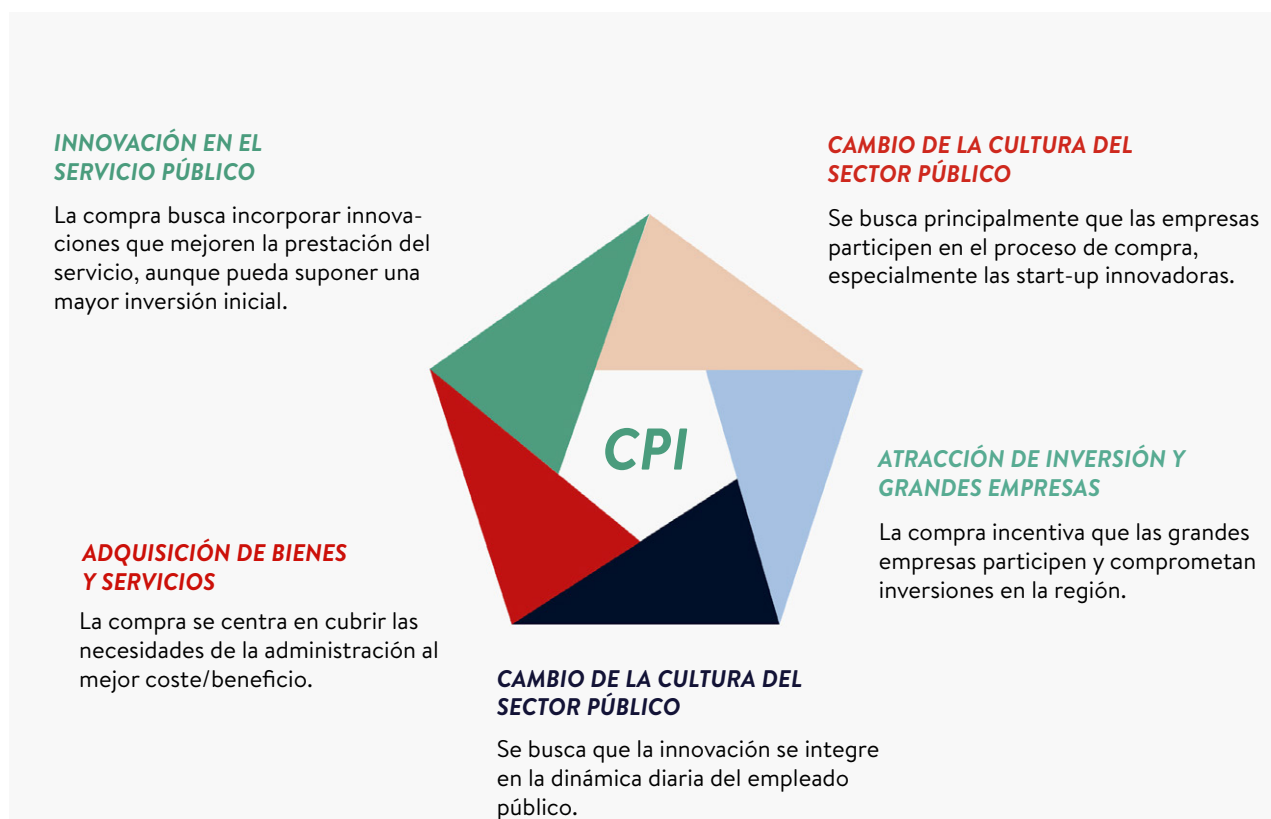 INNOVACIÓN EN EL
SERVICIO PÚBLICO
La compra busca incorporar innova-
ciones que mejoren la prestación del
servicio, aunque pueda suponer una
mayor inversión inicial.
CAMBIO DE LA CULTURA DEL
SECTOR PÚBLICO
Se busca principalmente que las empresas
participen en el proceso de compra,
especialmente las start-up innovadoras.
CPI
ATRACCIÓN DE INVERSIÓN Y
GRANDES EMPRESAS
La compra incentiva que las grandes
empresas participen y comprometan
inversiones en la región.
ADQUISICIÓN DE BIENES
Y SERVICIOS
La compra se centra en cubrir las
necesidades de la administración al
mejor coste/beneficio.
CAMBIO DE LA CULTURA DEL
SECTOR PÚBLICO
Se busca que la innovación se integre
en la dinámica diaria del empleado
público.